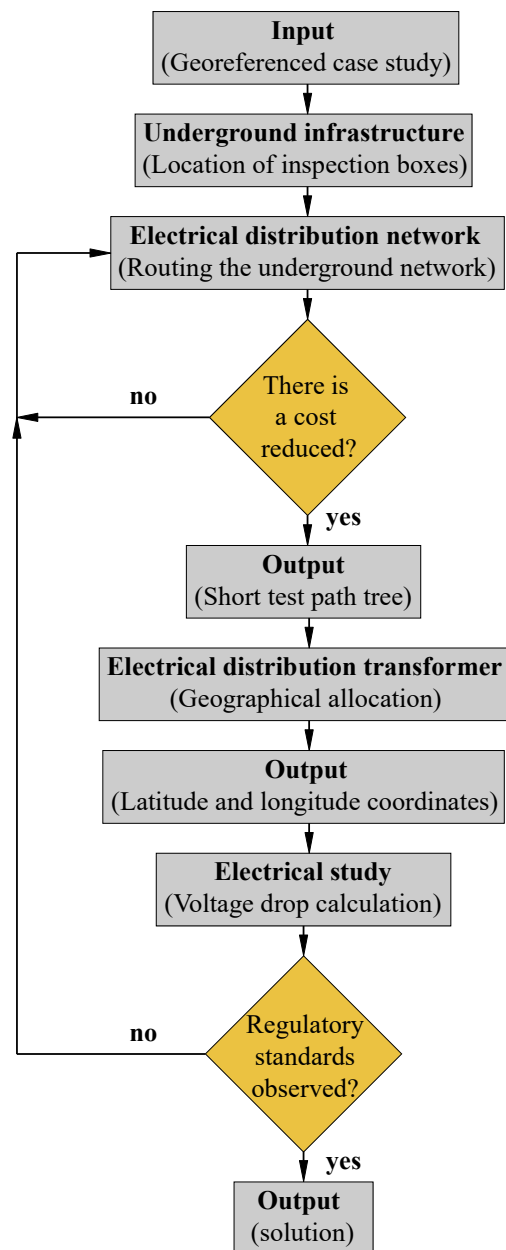 Input
(Georeferenced case study)
Underground infrastructure
(Location of inspection boxes)
Electrical distribution network
(Routing the underground network)
There is
a cost
reduced?
no
yes
Output
(Short test path tree)
Electrical distribution transformer
(Geographical allocation)
Output
(Latitude and longitude coordinates)
Electrical study
(Voltage drop calculation)
Regulatory
standards
observed?
no
yes
Output
(solution)